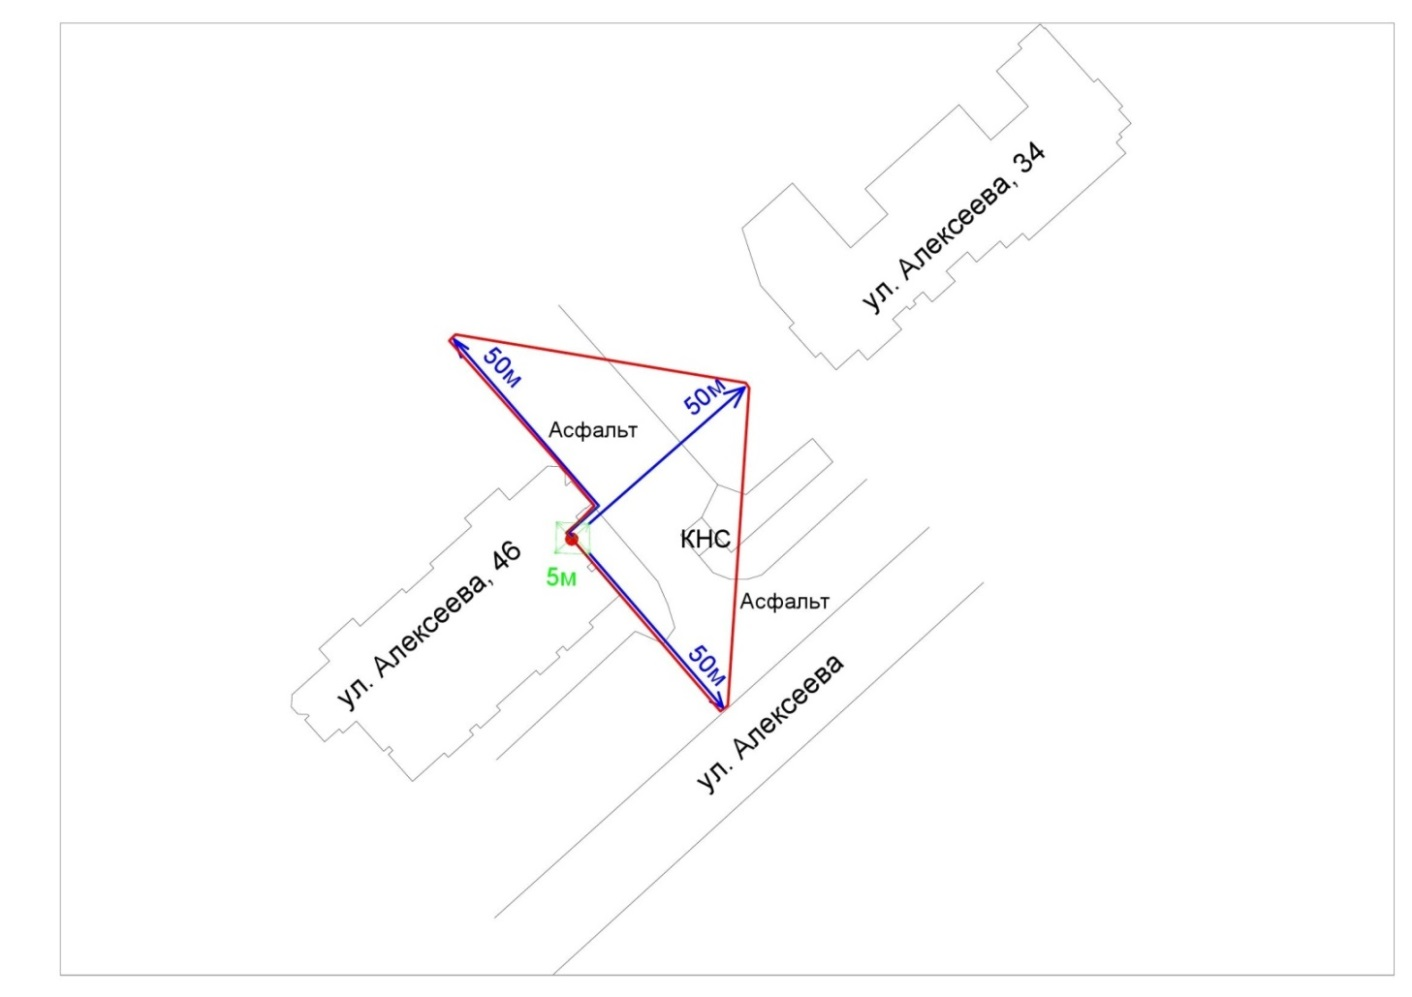 ул. Алексеева, 34
50м
50м
Асфальт
КНС
ул. Алексеева, 46
5м
Асфальт
50м
ул. Алексеева